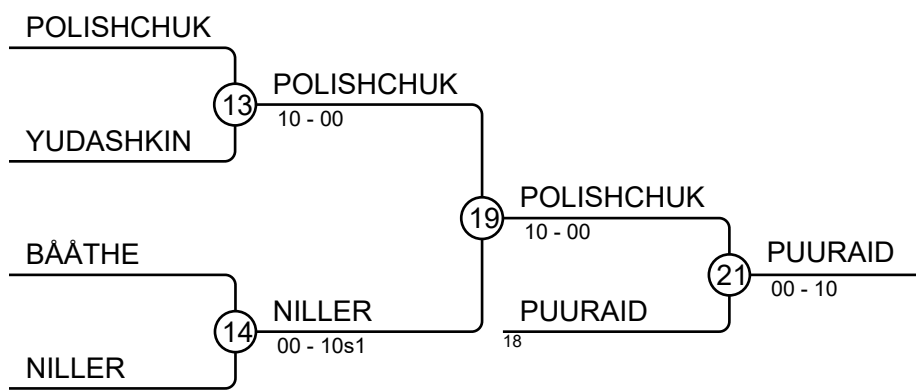 POLISHCHUK
13
POLISHCHUK
10 - 00
YUDASHKIN
19
POLISHCHUK
10 - 00
BÅÅTHE
21
PUURAID
00 - 10
14
NILLER
00 - 10s1
PUURAID
18
NILLER